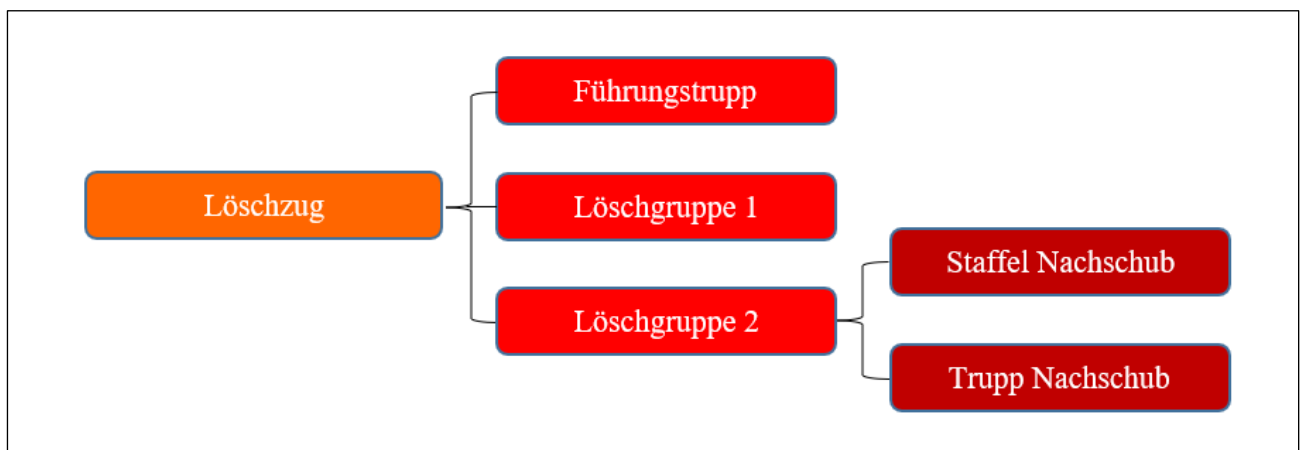 Führungstrupp
Löschzug
Löschgruppe 1
Löschgruppe 2
Staffel Nachschub
Trupp Nachschub